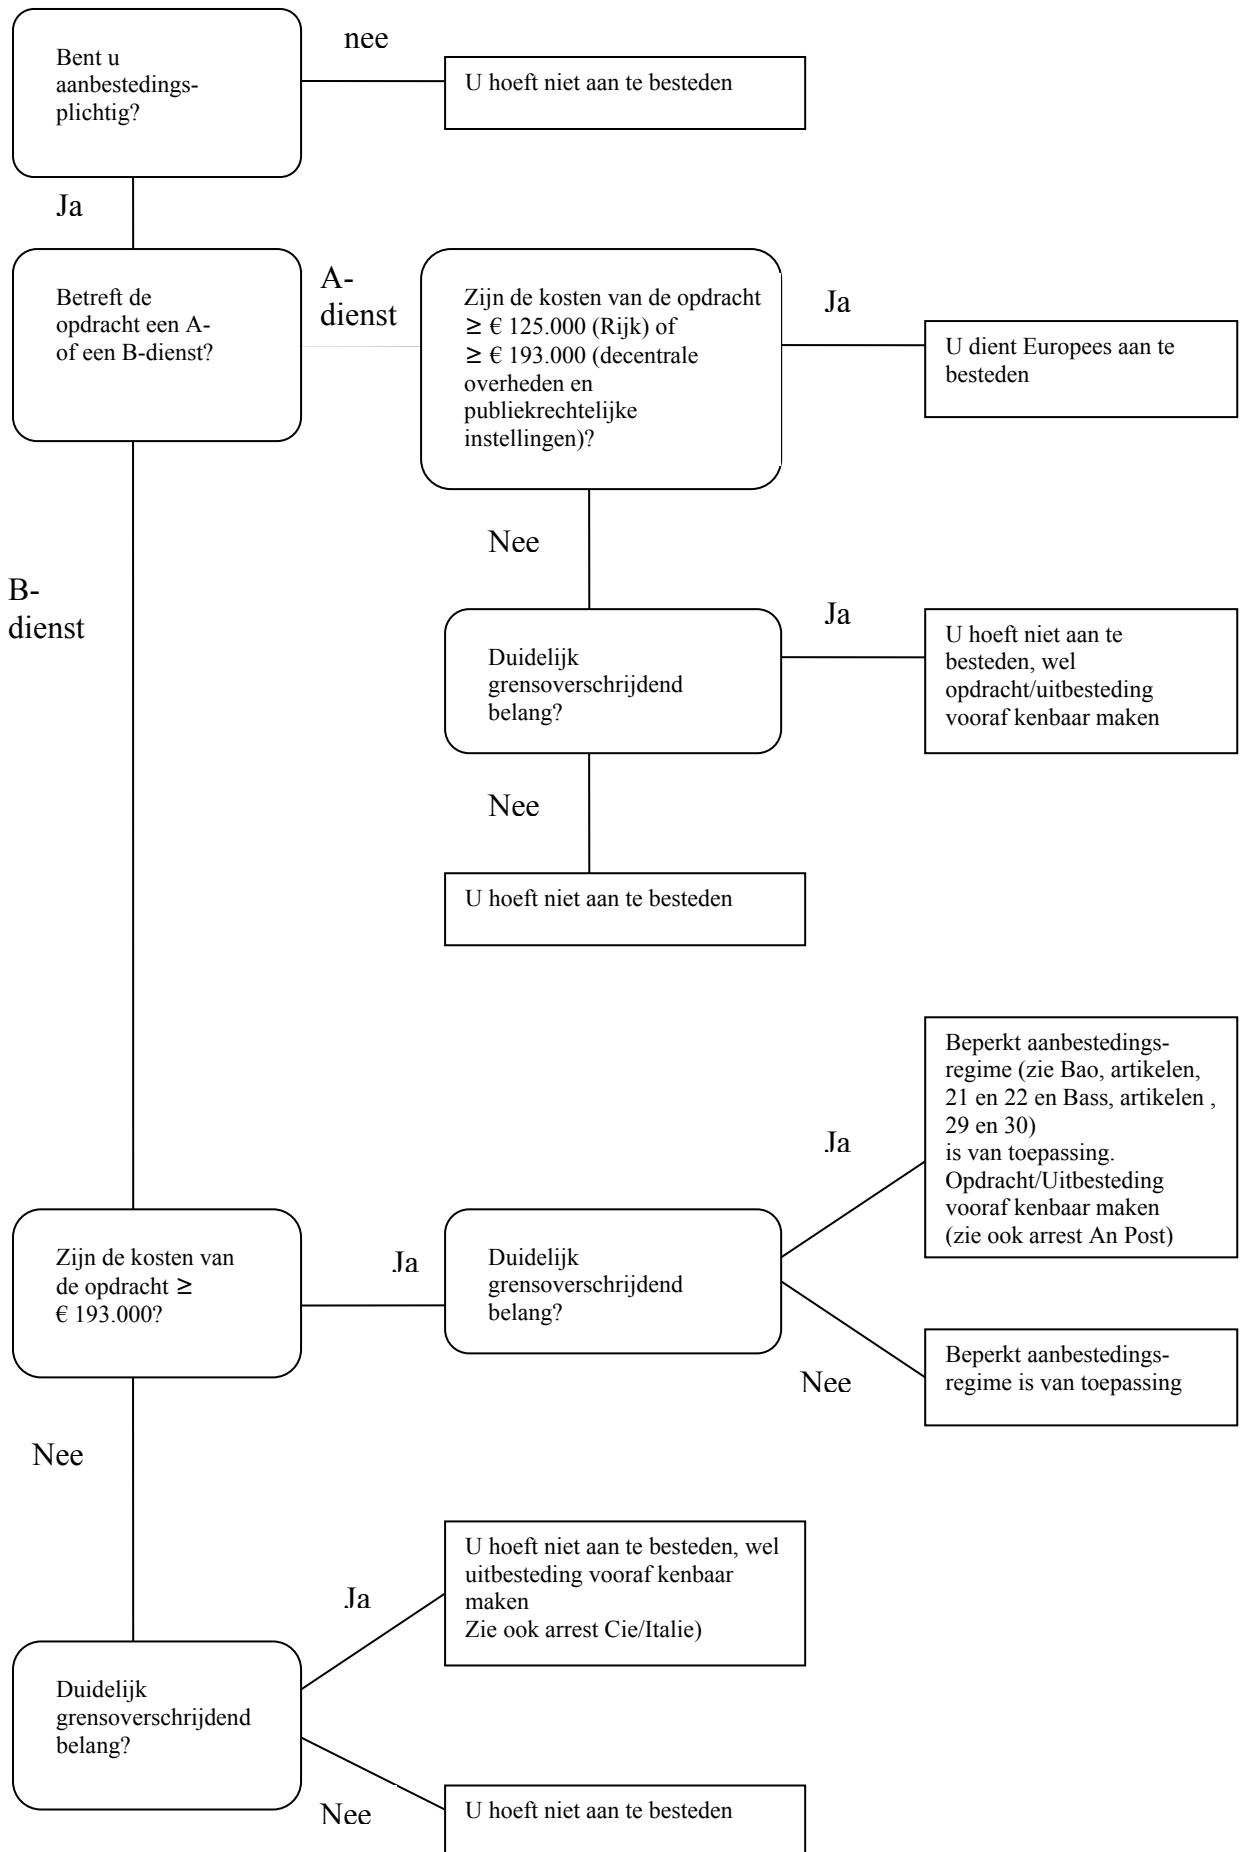 Bent u
aanbestedings-
plichtig?
nee
U hoeft niet aan te besteden
Ja
Betreft de
opdracht een A-
of een B-dienst?
A-
dienst
Zijn de kosten van de opdracht
≥ € 125.000 (Rijk) of
≥ € 193.000 (decentrale
overheden en
publiekrechtelijke
instellingen)?
Ja
U dient Europees aan te
besteden
Nee
B-
dienst
Duidelijk
grensoverschrijdend
belang?
Ja
U hoeft niet aan te
besteden, wel
opdracht/uitbesteding
vooraf kenbaar maken
Nee
U hoeft niet aan te besteden
Zijn de kosten van
de opdracht ≥
€ 193.000?
Ja
Duidelijk
grensoverschrijdend
belang?
Ja
Beperkt aanbestedings-
regime (zie Bao, artikelen,
21 en 22 en Bass, artikelen ,
29 en 30)
is van toepassing.
Opdracht/Uitbesteding
vooraf kenbaar maken
(zie ook arrest An Post)
Nee
Beperkt aanbestedings-
regime is van toepassing
Nee
Duidelijk
grensoverschrijdend
belang?
Ja
U hoeft niet aan te besteden, wel
uitbesteding vooraf kenbaar
maken
Zie ook arrest Cie/Italie)
Nee
U hoeft niet aan te besteden